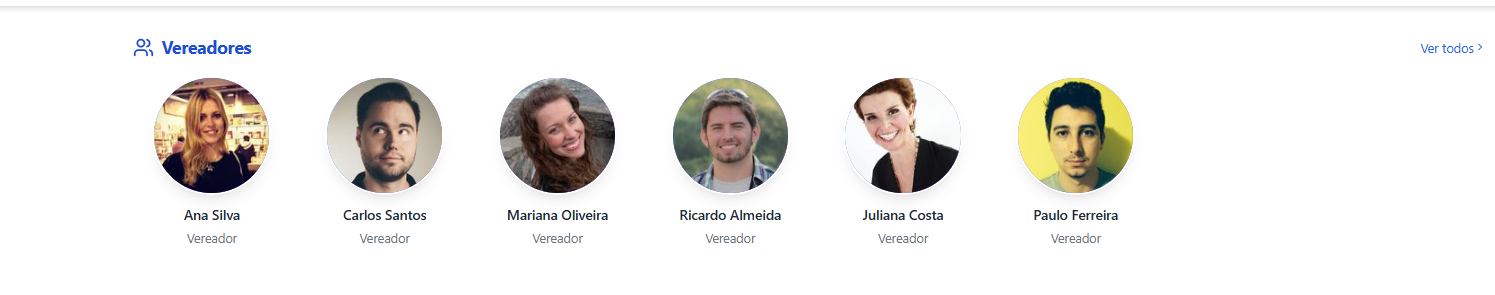 Vereadores
Ver todos
Ana Silva
Vereador
Carlos Santos
Vereador
Mariana Oliveira
Vereador
Ricardo Almeida
Vereador
Juliana Costa
Vereador
Paulo Ferreira
Vereador